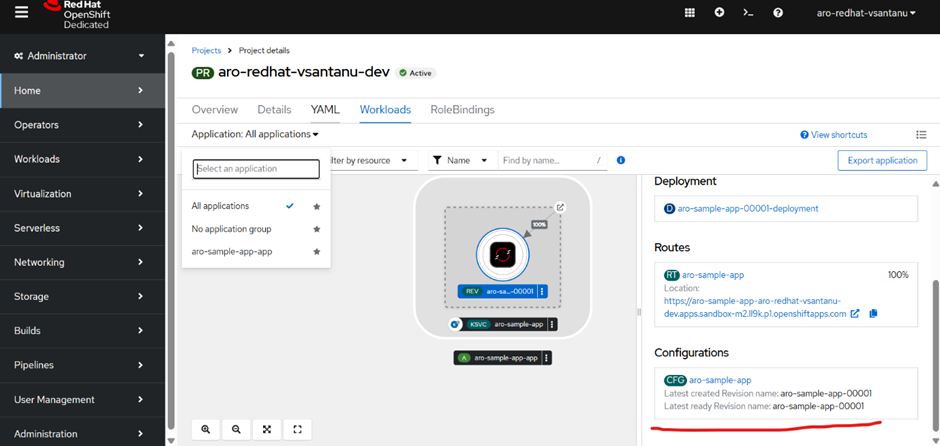 Red Hat
OpenShift
Dedicated
aro-redhat-vsantanu
Administrator
Home
Operators
Workloads
Virtualization
Serverless
Networking
Storage
Builds
Pipelines
User Management
Administration
Projects > Project details
PR aro-redhat-vsantanu-dev Active
Overview Details YAML Workloads RoleBindings
Application: All applications
View shortcuts
Select an application
ilter by resource
Name
Find by name... /
Export application
All applications
No application group
aro-sample-app-app
100%
REV aro-sa...-00001
KSVC aro-sample-app
A aro-sample-app-app
Deployment
D aro-sample-app-00001-deployment
Routes
RT aro-sample-app 100%
Location:
https://aro-sample-app-aro-redhat-vsantanu-
dev.apps.sandbox-m2.ll9k.p1.openshiftapps.com
Configurations
CFG aro-sample-app
Latest created Revision name: aro-sample-app-00001
Latest ready Revision name: aro-sample-app-00001